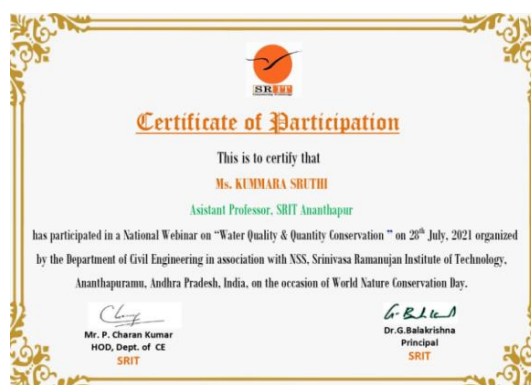 SRIT
Certificate of Participation
This is to certify that
Ms. KUMMARA SRUTHI
Asistant Professor, SRIT Ananthapur
has participated in a National Webinar on “Water Quality & Quantity Conservation ” on 28th July, 2021 organized
by the Department of Civil Engineering in association with NSS, Srinivasa Ramanujan Institute of Technology,
Ananthapuramu, Andhra Pradesh, India, on the occasion of World Nature Conservation Day.
Mr. P. Charan Kumar
HOD, Dept. of CE
SRIT
G. Bal
Dr.G.Balakrishna
Principal
SRIT